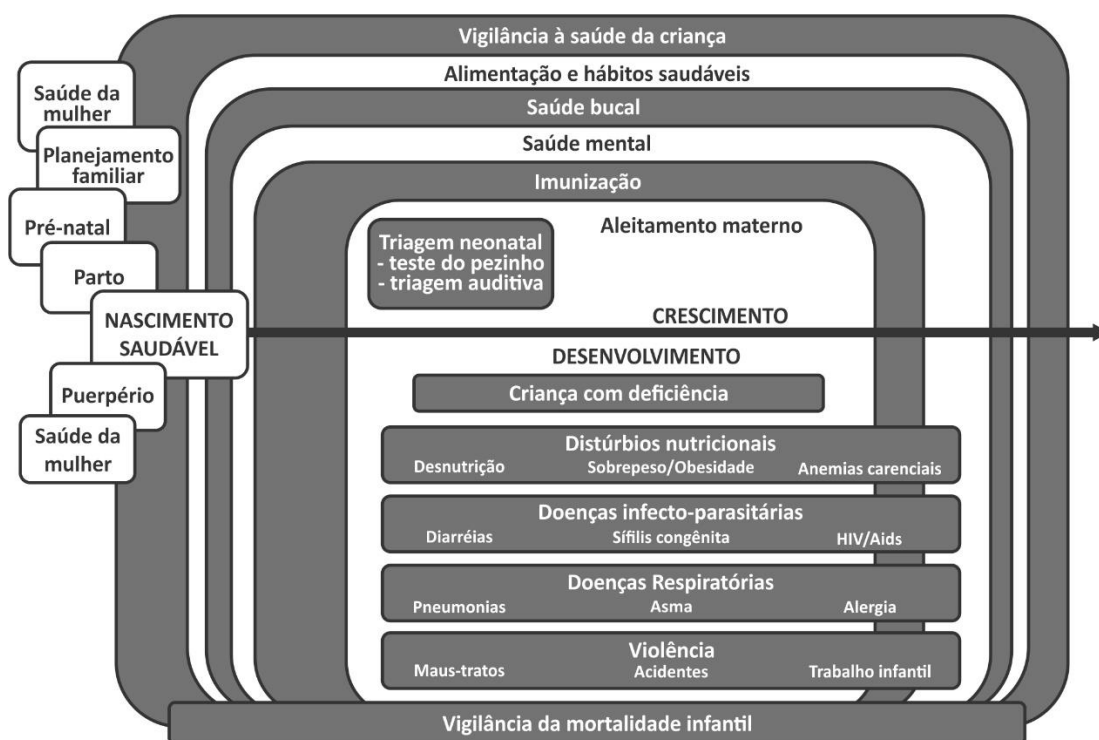 Vigilância à saúde da criança
Alimentação e hábitos saudáveis
Saúde bucal
Saúde mental
Imunização
Saúde da
mulher
Planejamento
familiar
Pré-natal
Parto
NASCIMENTO
SAUDÁVEL
Puerpério
Saúde da
mulher
Aleitamento materno
Triagem neonatal
- teste do pezinho
- triagem auditiva
CRESCIMENTO
DESENVOLVIMENTO
Criança com deficiência
Distúrbios nutricionais
Desnutrição Sobrepeso/Obesidade Anemias carenciais
Doenças infecto-parasitárias
Diarréias Sífilis congênita HIV/Aids
Doenças Respiratórias
Pneumonias Asma Alergia
Violência
Maus-tratos Acidentes Trabalho infantil
Vigilância da mortalidade infantil